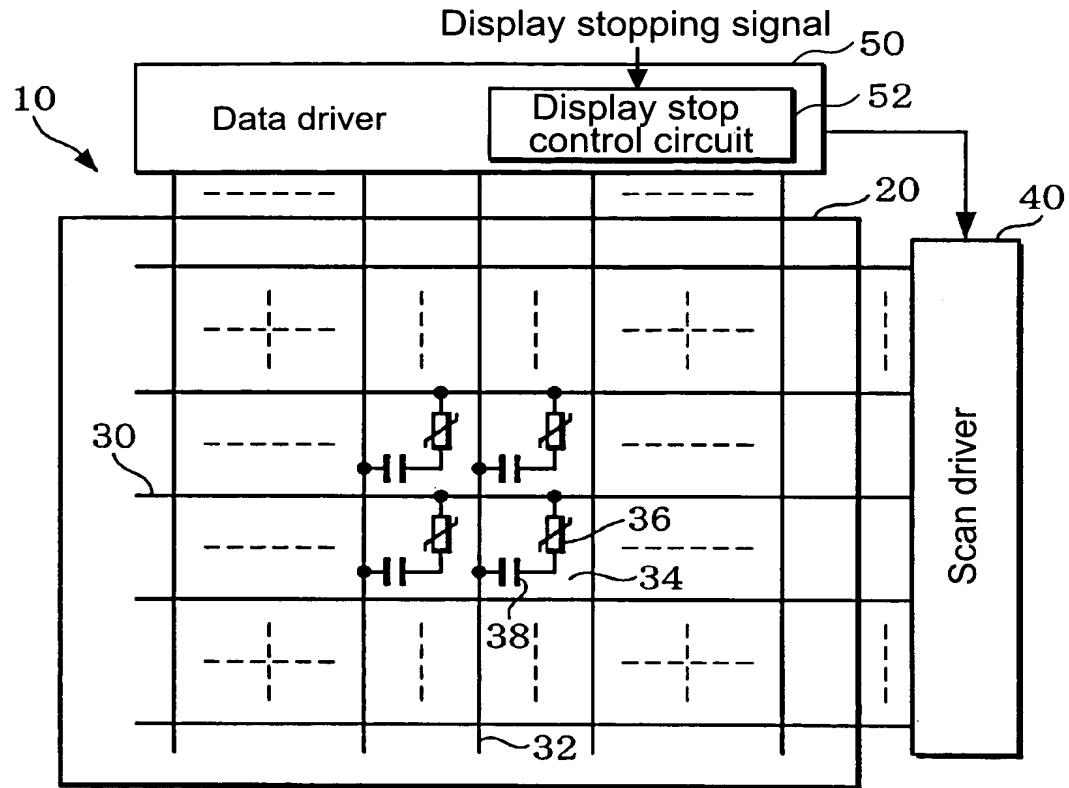 Display stopping signal
50
10
Data driver
Display stop
control circuit
52
20
40
30
36
34
38
32
Scan driver